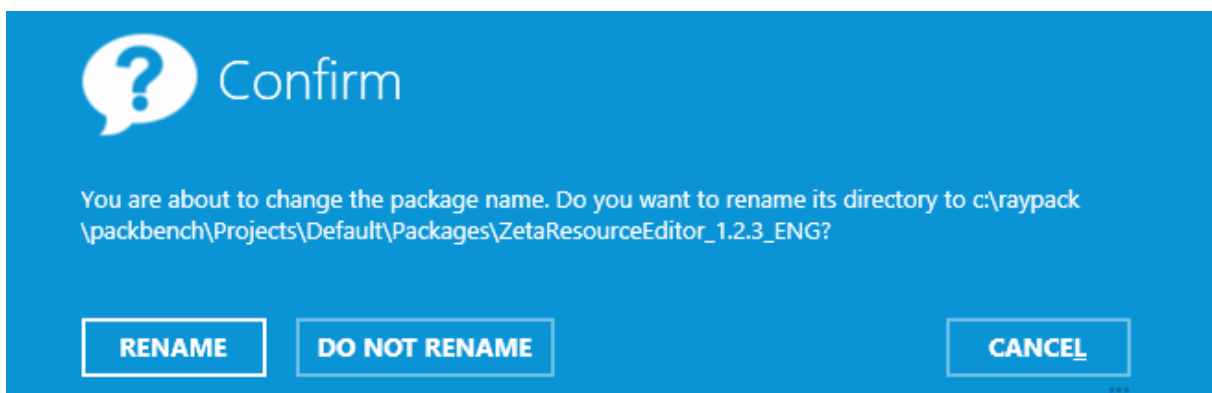 ?
Confirm
You are about to change the package name. Do you want to rename its directory to c:\raypack
\packbench\Projects\Default\Packages\ZetaResourceEditor_1.2.3_ENG?
RENAME DO NOT RENAME CANCEL